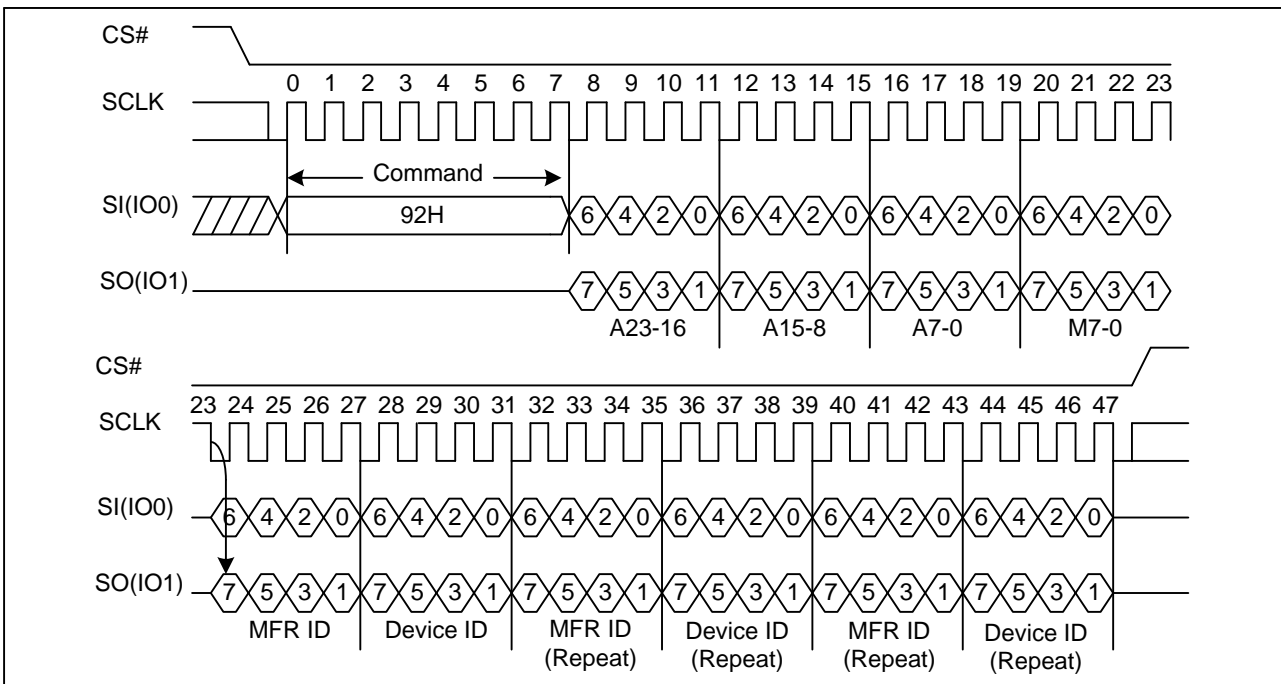 CS#
0 1 2 3 4 5 6 7 8 9 10 11 12 13 14 15 16 17 18 19 20 21 22 23
SCLK
Command
SI(IO0)
92H
6 4 2 0 6 4 2 0 6 4 2 0 6 4 2 0
SO(IO1)
7 5 3 1 7 5 3 1 7 5 3 1 7 5 3 1
A23-16 A15-8 A7-0 M7-0
CS#
23 24 25 26 27 28 29 30 31 32 33 34 35 36 37 38 39 40 41 42 43 44 45 46 47
SCLK
SI(IO0)
6 4 2 0 6 4 2 0 6 4 2 0 6 4 2 0 6 4 2 0 6 4 2 0
SO(IO1)
7 5 3 1 7 5 3 1 7 5 3 1 7 5 3 1 7 5 3 1 7 5 3 1
MFR ID Device ID MFR ID Device ID MFR ID Device ID
(Repeat) (Repeat) (Repeat) (Repeat)